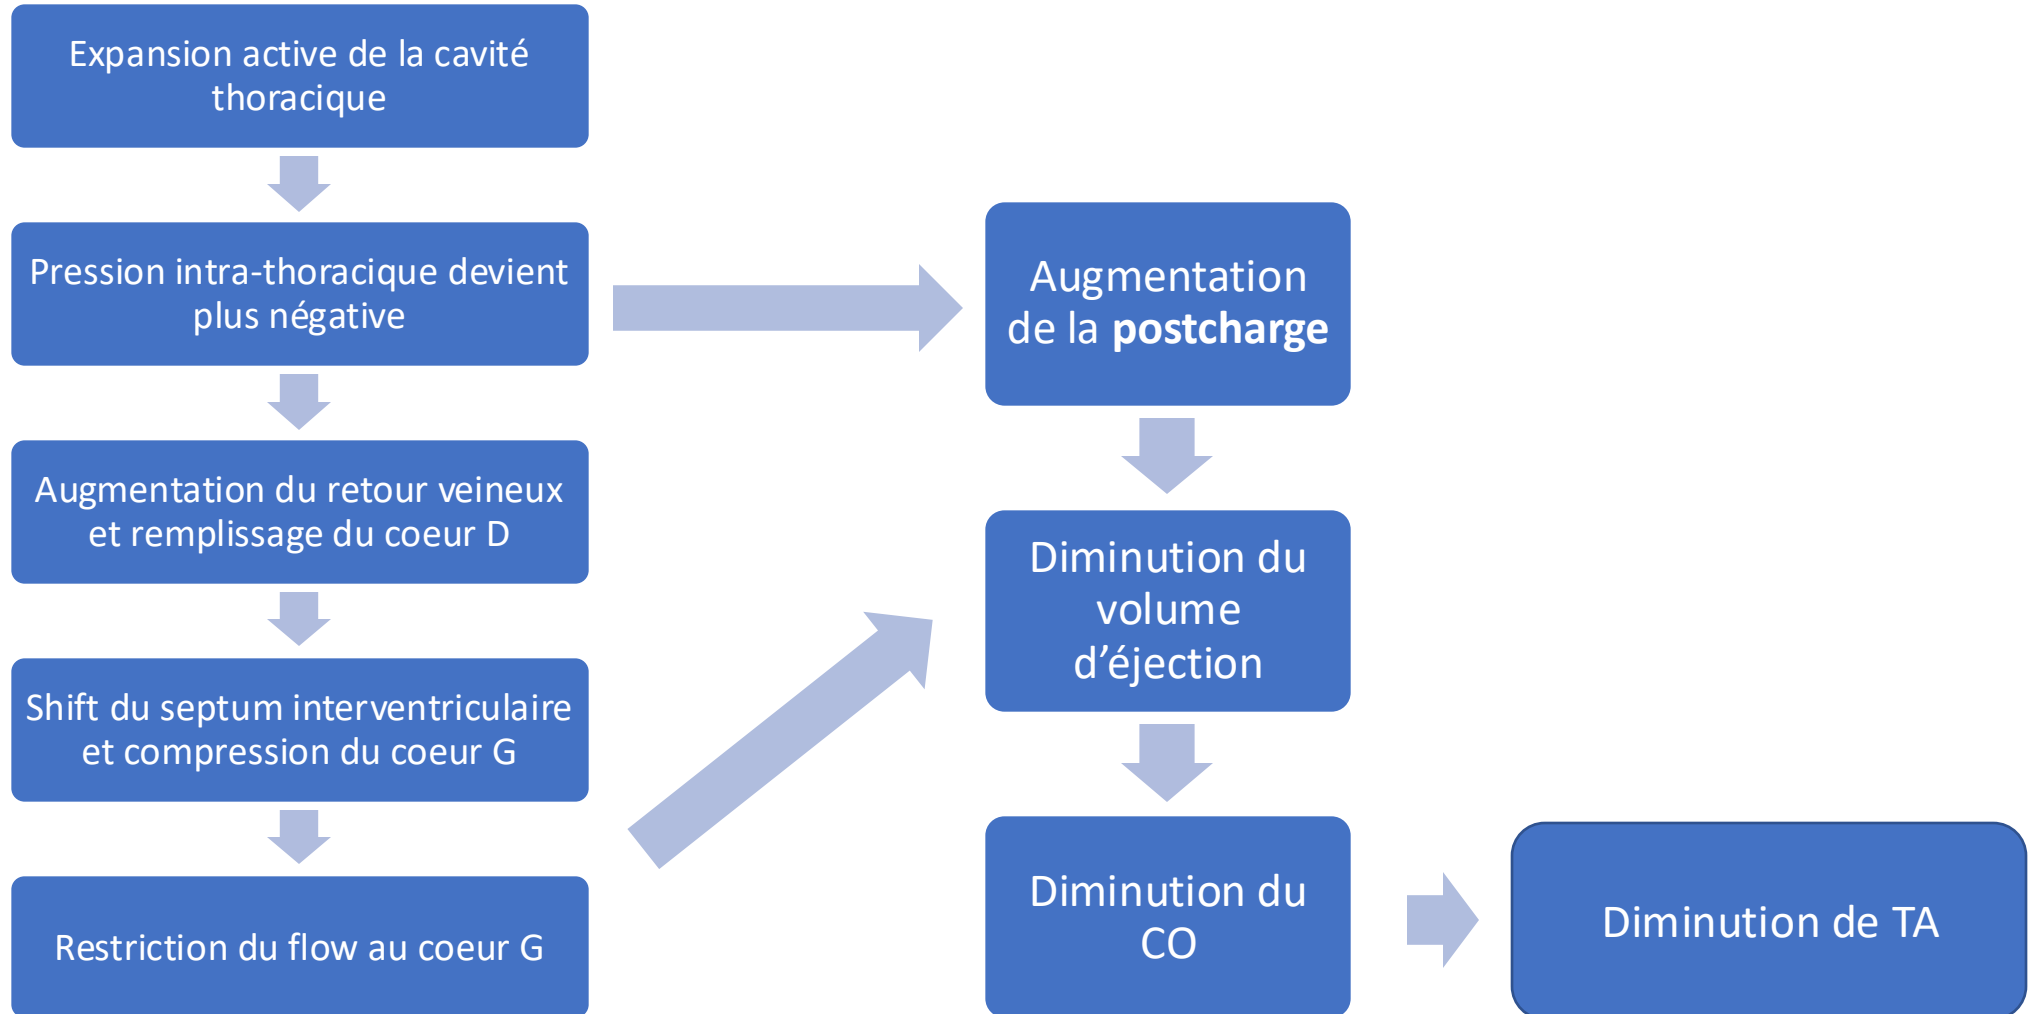 Expansion active de la cavité
thoracique
Pression intra-thoracique devient
plus négative
Augmentation du retour veineux
et remplissage du coeur D
Shift du septum interventriculaire
et compression du coeur G
Restriction du flow au coeur G
Augmentation
de la postcharge
Diminution du
volume
d’éjection
Diminution du
CO
Diminution de TA